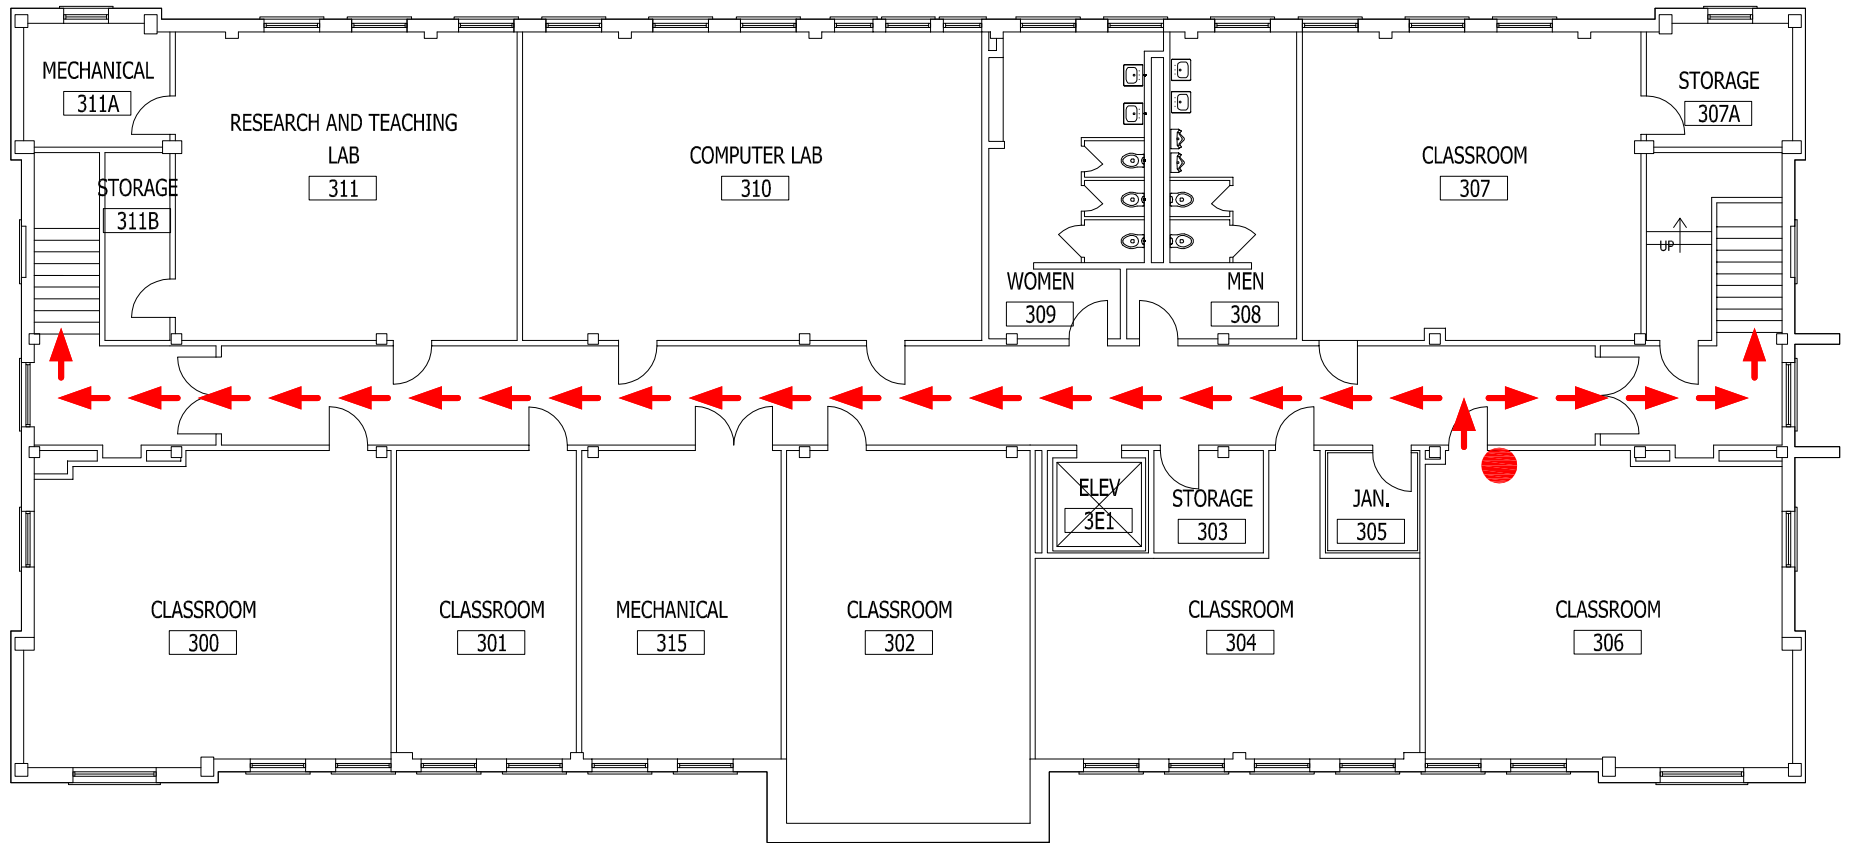 MECHANICAL
311A
STORAGE
311B
RESEARCH AND TEACHING
LAB
311
COMPUTER LAB
310
WOMEN
309
MEN
308
CLASSROOM
307
STORAGE
307A
UP
CLASSROOM
300
CLASSROOM
301
MECHANICAL
315
CLASSROOM
302
ELEV
3E1
STORAGE
303
CLASSROOM
304
JAN.
305
CLASSROOM
306